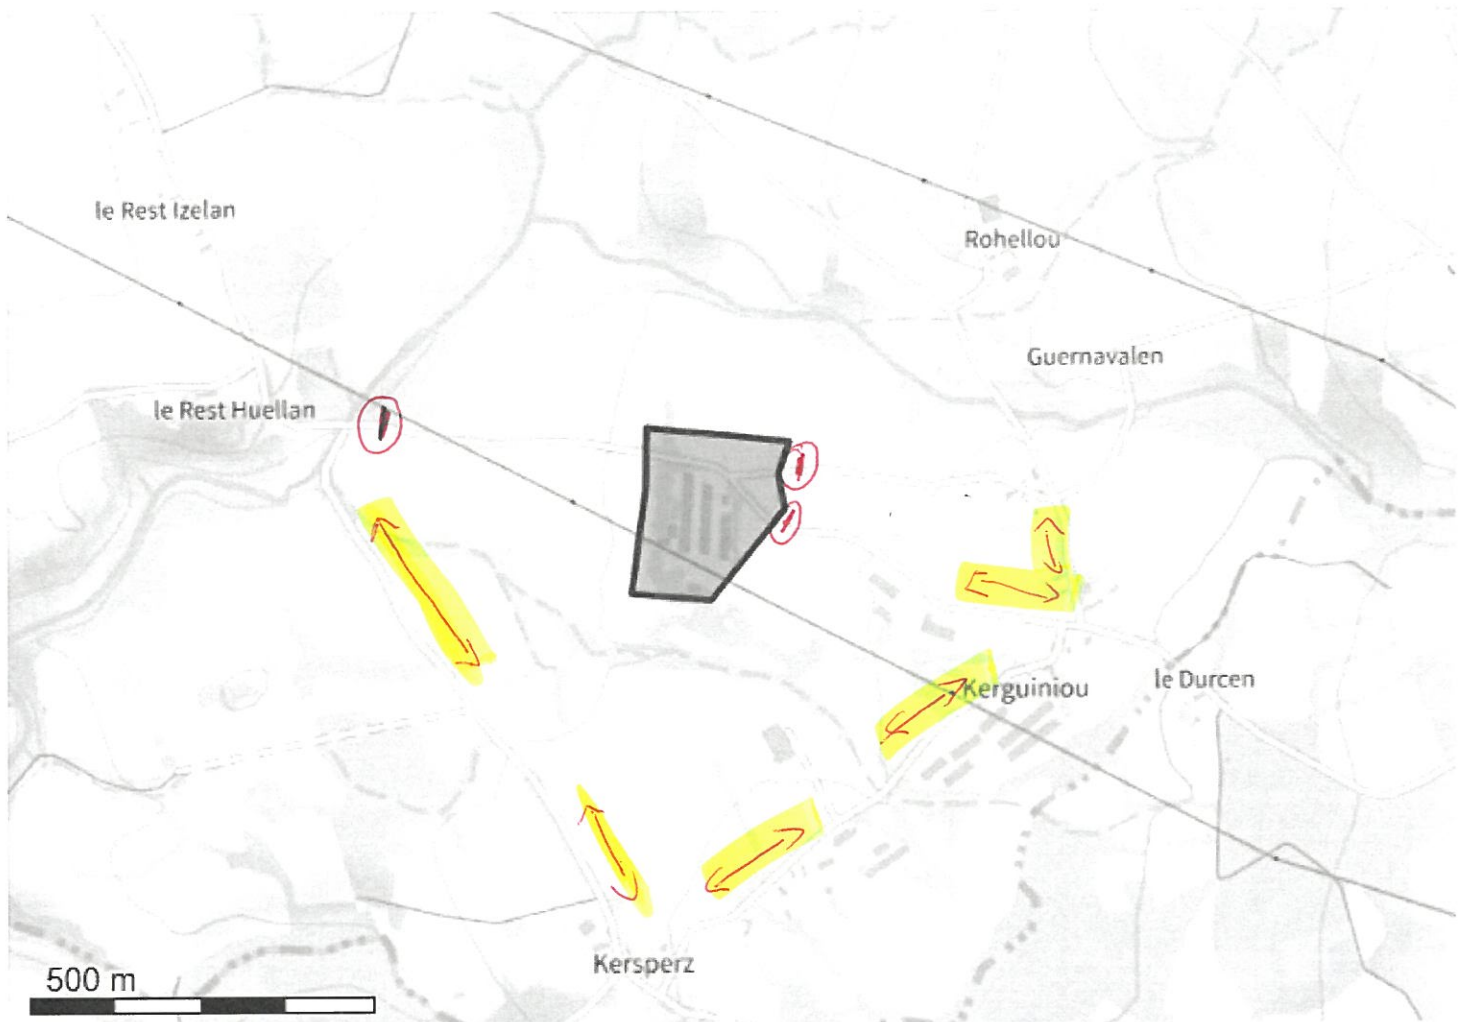 le Rest Izelan
Rohellou
Guernavalen
le Rest Huellan
Kerguiniou
le Durcen
Kersperz
500 m